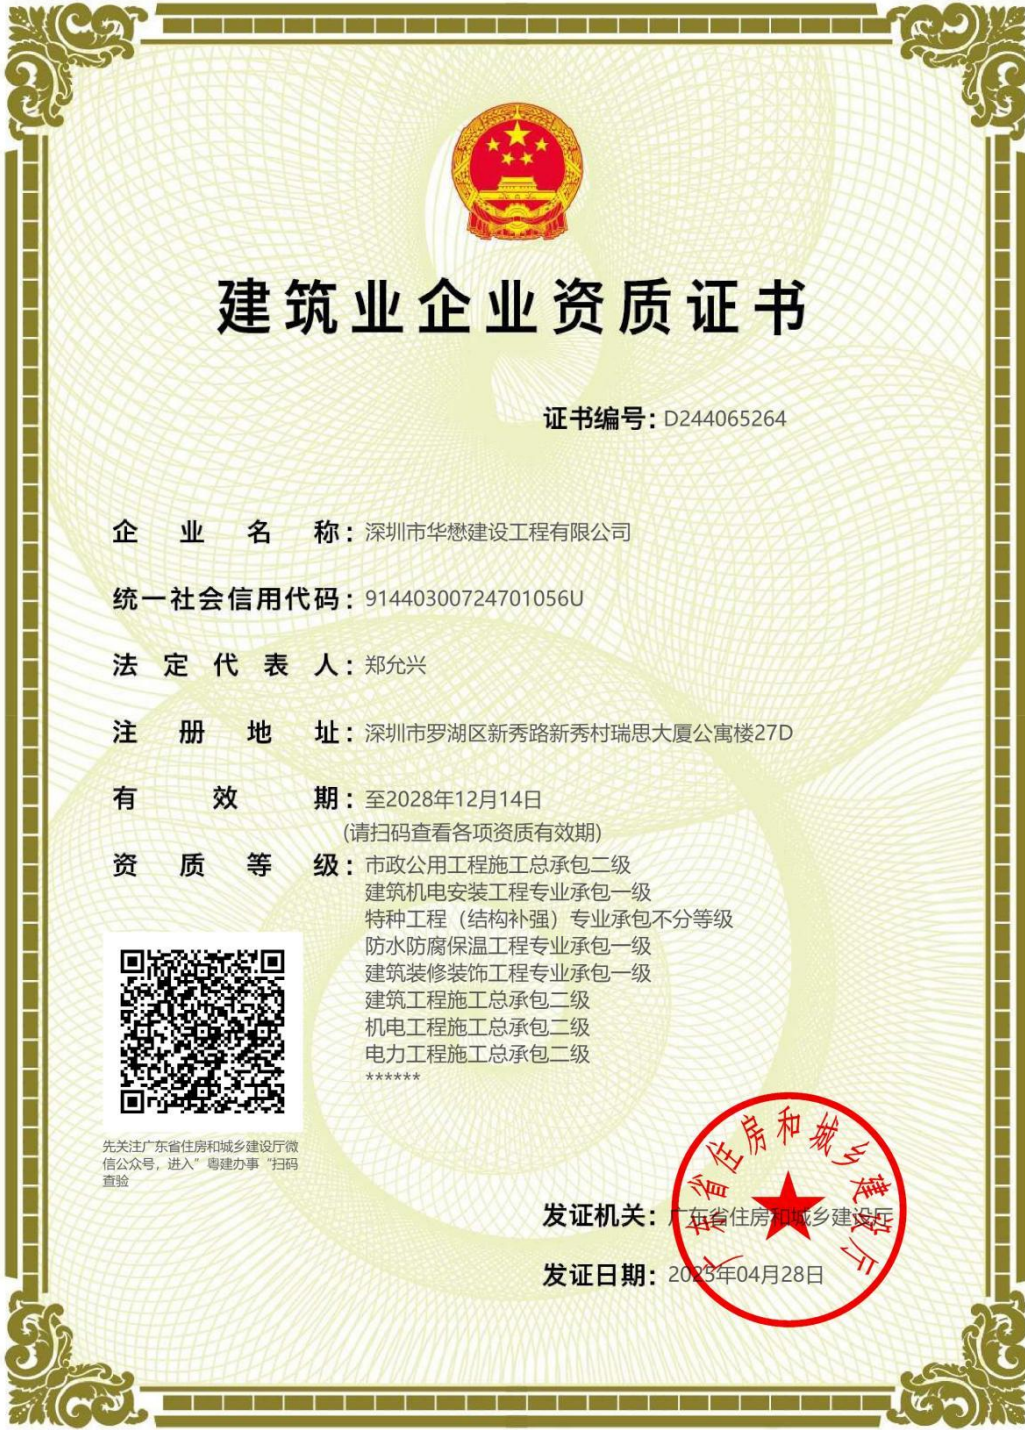 建筑业企业资质证书
证书编号：D244065264
企业名称：深圳市华懋建设工程有限公司
统一社会信用代码：91440300724701056U
法定代表人：郑允兴
注册地址：深圳市罗湖区新秀路新秀村瑞思大厦公寓楼27D
有效期：至2028年12月14日
(请扫码查看各项资质有效期)
资质等级：市政公用工程施工总承包二级
建筑机电安装工程专业承包一级
特种工程（结构补强）专业承包不分等级
防水防腐保温工程专业承包一级
建筑装修装饰工程专业承包一级
建筑工程施工总承包二级
机电工程施工总承包二级
电力工程施工总承包二级
******
先关注广东省住房和城乡建设厅微
信公众号，进入”粤建办事“扫码
查验
发证机关：广东省住房和城乡建设厅
发证日期：2025年04月28日
广东省住房和城乡建设厅